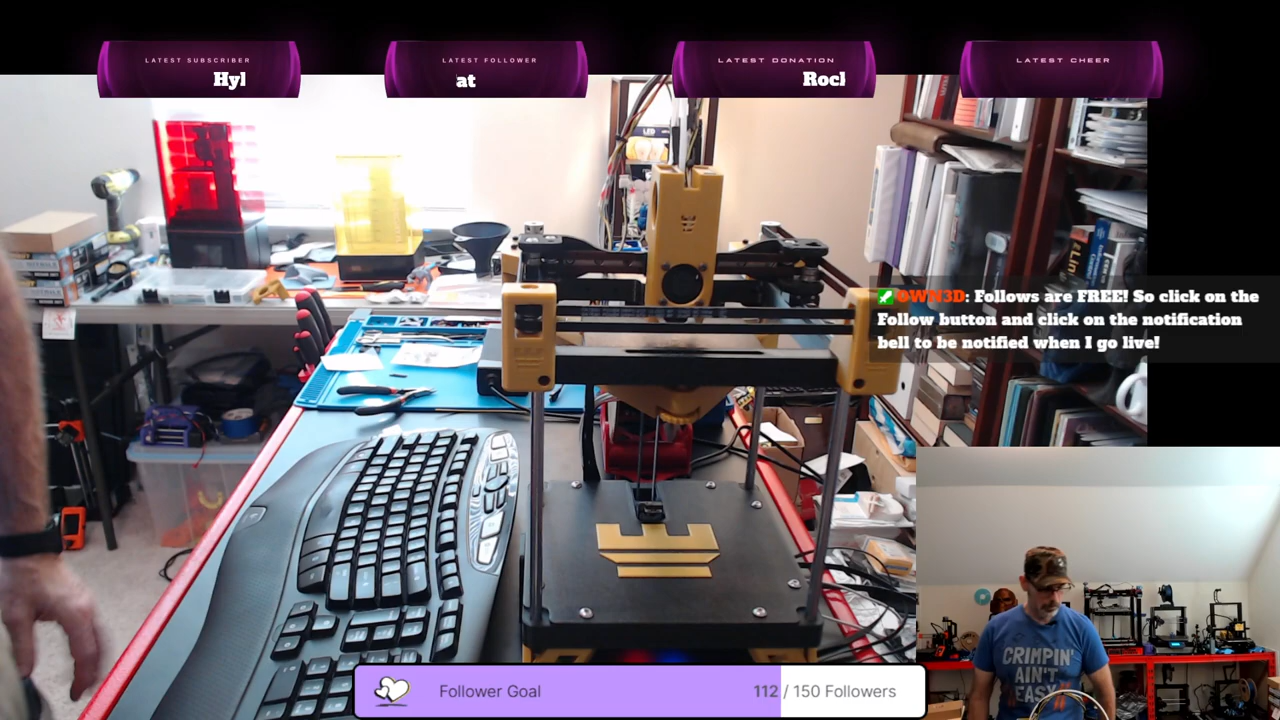 LATEST SUBSCRIBER
Hyl
LATEST FOLLOWER
at
LATEST DONATION
Rocl
LATEST CHEER
LED
OWN3D: Follows are FREE! So click on the
Follow button and click on the notification
bell to be notified when I go live!
CRIMPIN'
AIN'T
EASY
Follower Goal
112 / 150 Followers